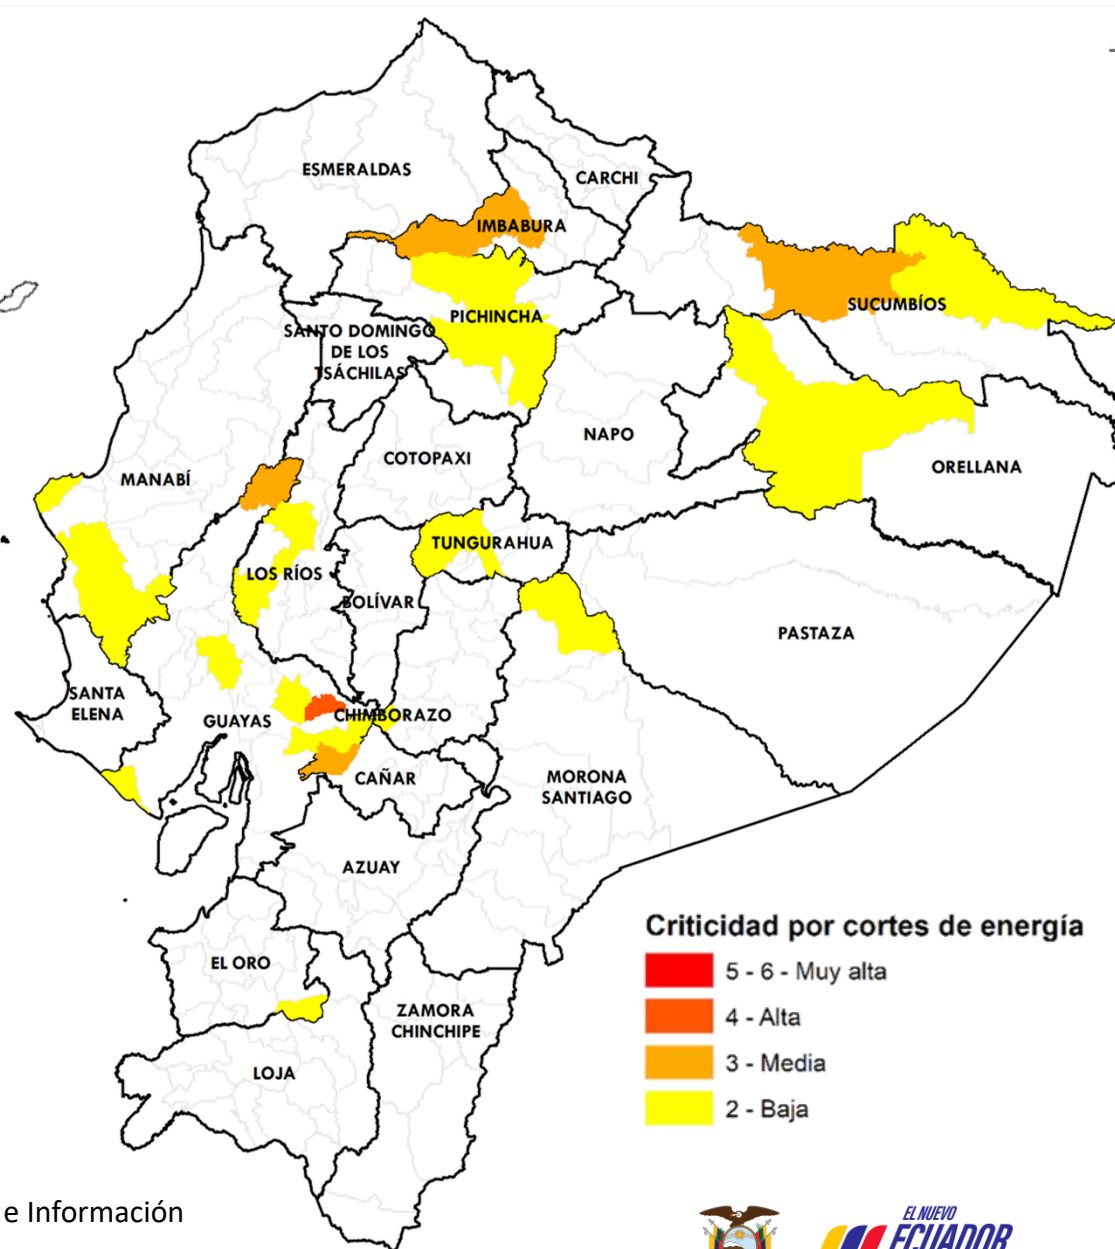 ESMERALDAS
CARCHI
IMBABURA
SUCUMBÍOS
PICHINCHA
SANTO DOMINGO
DE LOS
TSÁCHILAS
NAPO
COTOPAXI
ORELLANA
MANABÍ
TUNGURAHUA
LOS RÍOS
BOLÍVAR
PASTAZA
SANTA
ELENA
GUAYAS
CHIMBORAZO
CAÑAR
MORONA
SANTIAGO
AZUAY
EL ORO
ZAMORA
CHINCHIPE
LOJA
Criticidad por cortes de energía
5 - 6 - Muy alta
4 - Alta
3 - Media
2 - Baja
e Información
EL NUEVO
ECUADOR